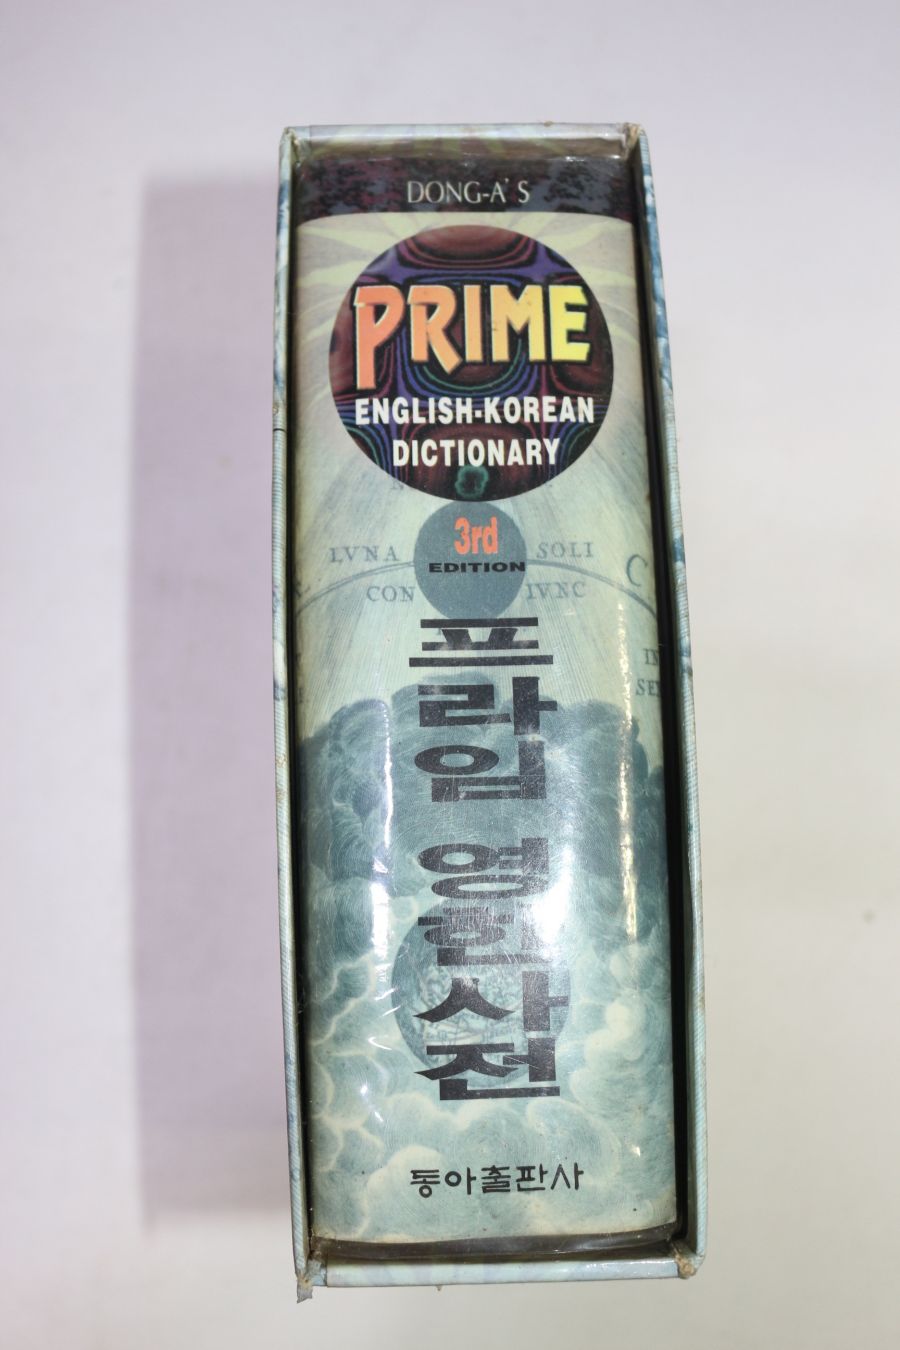 DONG-A'S
PRIME
ENGLISH-KOREAN
DICTIONARY
3rd
EDITION
LVNA SOLI
CON IVNC
프라임 영한사전
동아출판사